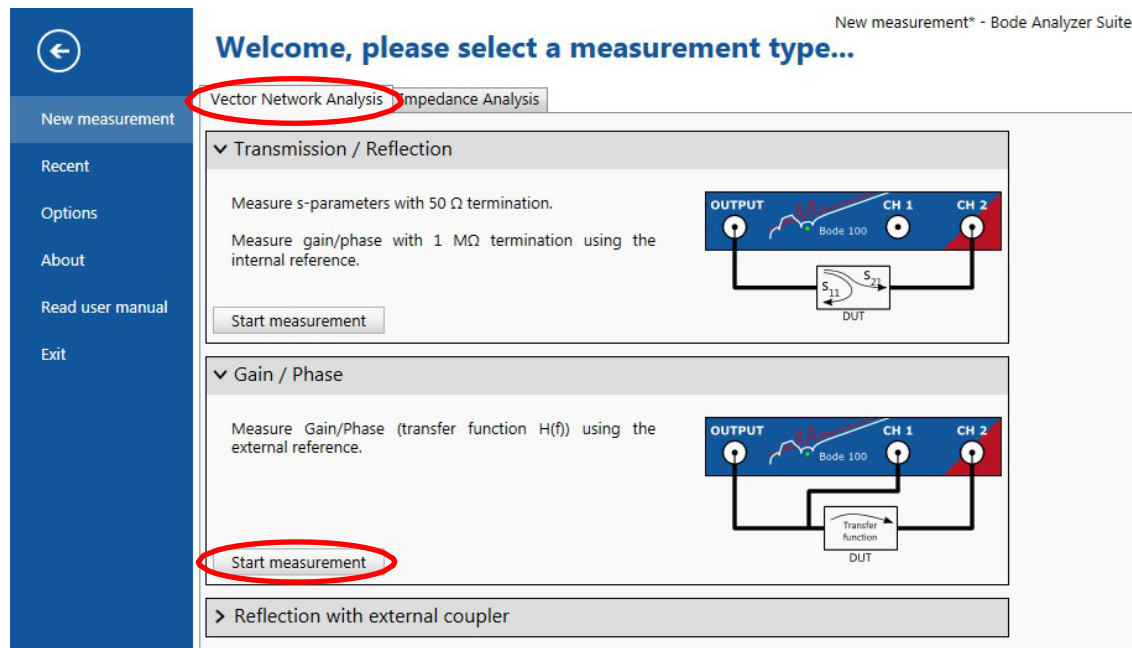 New measurement* - Bode Analyzer Suite
Welcome, please select a measurement type...
New measurement
Recent
Options
About
Read user manual
Exit
Vector Network Analysis
Impedance Analysis
Transmission / Reflection
Measure s-parameters with 50 Ω termination.
Measure gain/phase with 1 MΩ termination using the
internal reference.
Start measurement
OUTPUT
CH 1
CH 2
Bode 100
S11
S21
DUT
Gain / Phase
Measure Gain/Phase (transfer function H(f)) using the
external reference.
Start measurement
OUTPUT
CH 1
CH 2
Bode 100
Transfer
function
DUT
Reflection with external coupler